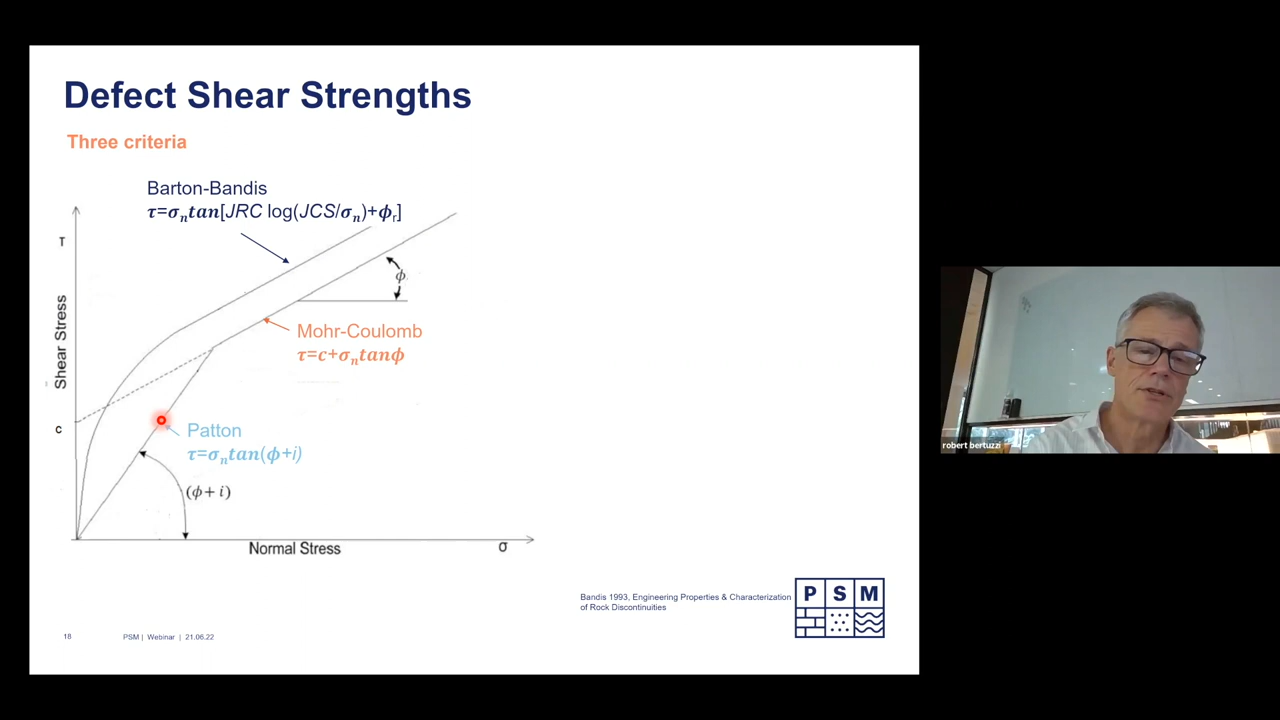 Defect Shear Strengths
Three criteria
Barton-Bandis
τ=σₙtan[JRC log(JCS/σₙ)+ϕᵣ]
T
Shear Stress
ϕ
Mohr-Coulomb
τ=c+σₙtanϕ
c
Patton
τ=σₙtan(ϕ+i)
(ϕ + i)
Normal Stress
σ
Bandis 1993, Engineering Properties & Characterization
of Rock Discontinuities
P S M
18
PSM | Webinar | 21.06.22
robert bertuzzi